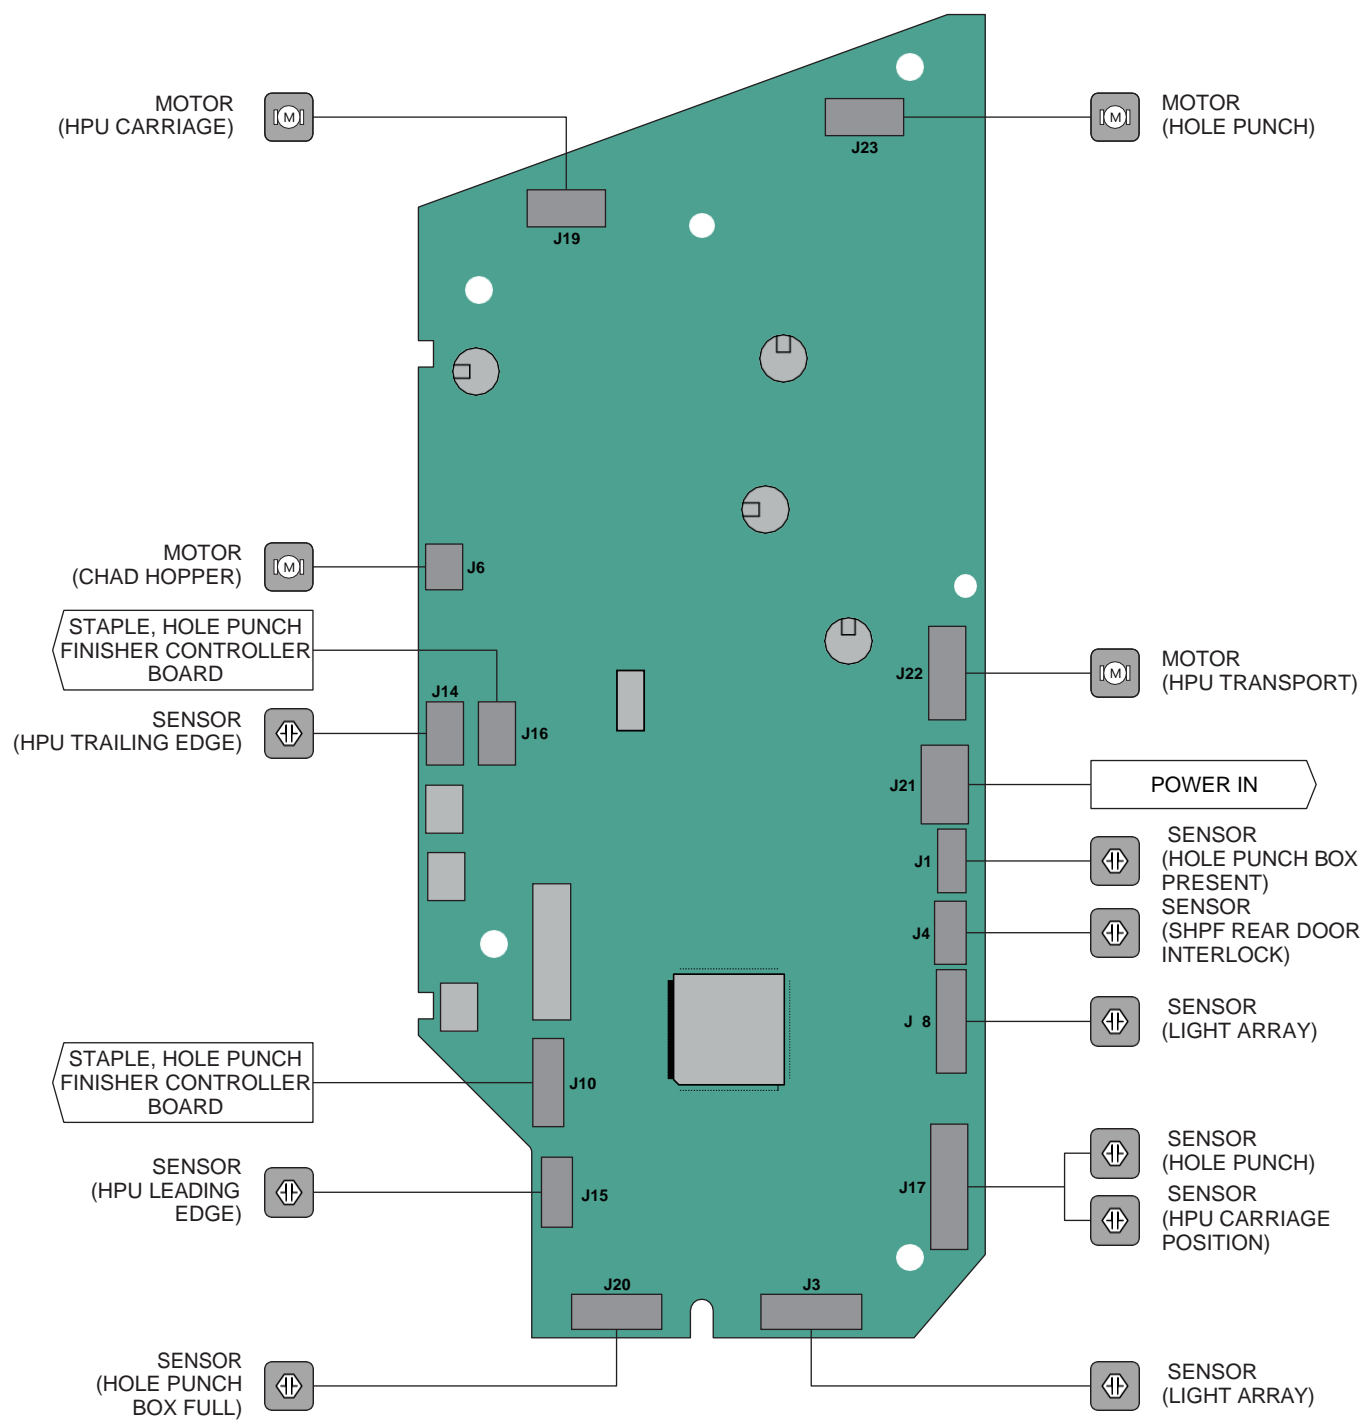 MOTOR
(HPU CARRIAGE)
M
M
MOTOR
(HOLE PUNCH)
J23
J19
MOTOR
(CHAD HOPPER)
M
J6
STAPLE, HOLE PUNCH
FINISHER CONTROLLER
BOARD
J14
J16
SENSOR
(HPU TRAILING EDGE)
J22
M
MOTOR
(HPU TRANSPORT)
J21
POWER IN
J1
SENSOR
(HOLE PUNCH BOX
PRESENT)
J4
SENSOR
(SHPF REAR DOOR
INTERLOCK)
J 8
SENSOR
(LIGHT ARRAY)
STAPLE, HOLE PUNCH
FINISHER CONTROLLER
BOARD
J10
SENSOR
(HPU LEADING
EDGE)
J15
J17
SENSOR
(HOLE PUNCH)
SENSOR
(HPU CARRIAGE
POSITION)
J20
J3
SENSOR
(HOLE PUNCH
BOX FULL)
SENSOR
(LIGHT ARRAY)